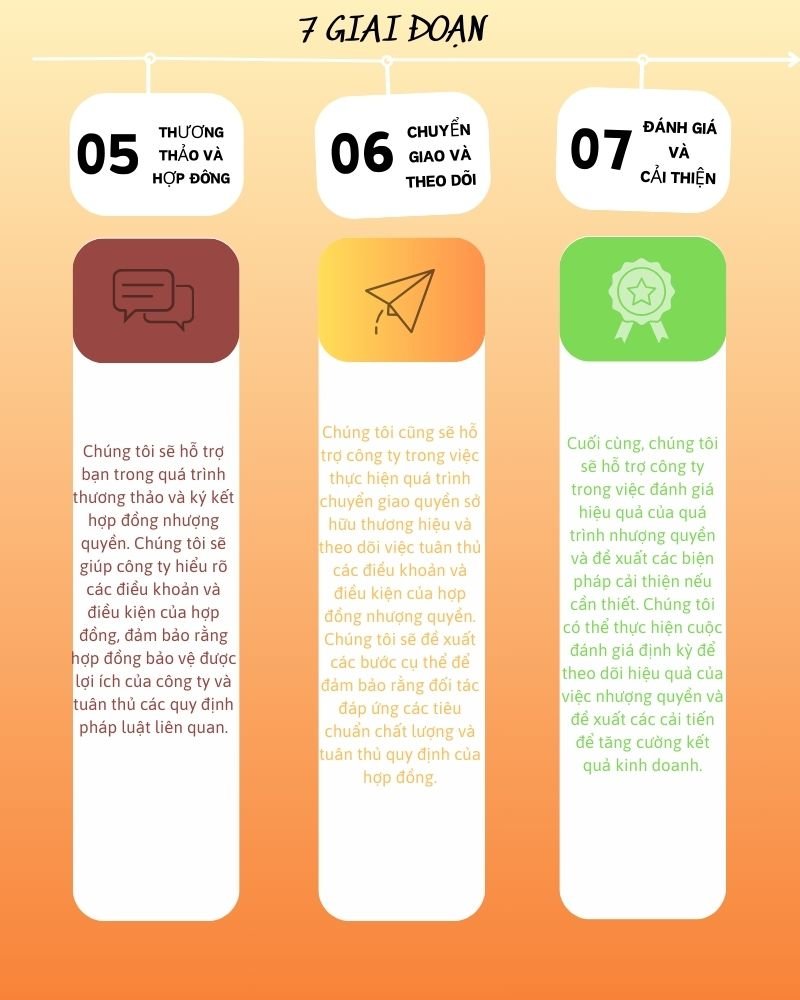 7 GIAI ĐOẠN
05
THƯƠNG
THẢO VÀ
HỢP ĐÔNG
06
CHUYỂN
GIAO VÀ
THEO DÕI
07
ĐÁNH GIÁ
VÀ
CẢI THIỆN
Chúng tôi sẽ hỗ trợ
bạn trong quá trình
thương thảo và ký kết
hợp đồng nhượng
quyền. Chúng tôi sẽ
giúp công ty hiểu rõ
các điều khoản và
điều kiện của hợp
đồng, đảm bảo rằng
hợp đồng bảo vệ được
lợi ích của công ty và
tuân thủ các quy định
pháp luật liên quan.
Chúng tôi cũng sẽ hỗ
trợ công ty trong việc
thực hiện quá trình
chuyển giao quyền sở
hữu thương hiệu và
theo dõi việc tuân thủ
các điều khoản và
điều kiện của hợp
đồng nhượng quyền.
Chúng tôi sẽ đề xuất
các bước cụ thể để
đảm bảo rằng đối tác
đáp ứng các tiêu
chuẩn chất lượng và
tuân thủ quy định của
hợp đồng.
Cuối cùng, chúng tôi
sẽ hỗ trợ công ty
trong việc đánh giá
hiệu quả của quá
trình nhượng quyền
và đề xuất các biện
pháp cải thiện nếu
cần thiết. Chúng tôi
có thể thực hiện cuộc
đánh giá định kỳ để
theo dõi hiệu quả của
việc nhượng quyền và
đề xuất các cải tiến
để tăng cường kết
quả kinh doanh.